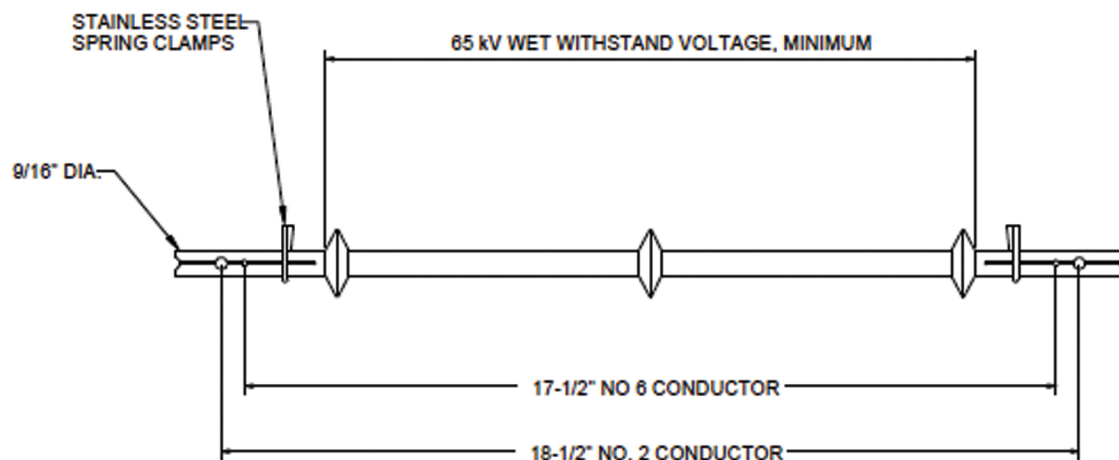 STAINLESS STEEL
SPRING CLAMPS
65 kV WET WITHSTAND VOLTAGE, MINIMUM
9/16" DIA.
17-1/2" NO 6 CONDUCTOR
18-1/2" NO. 2 CONDUCTOR